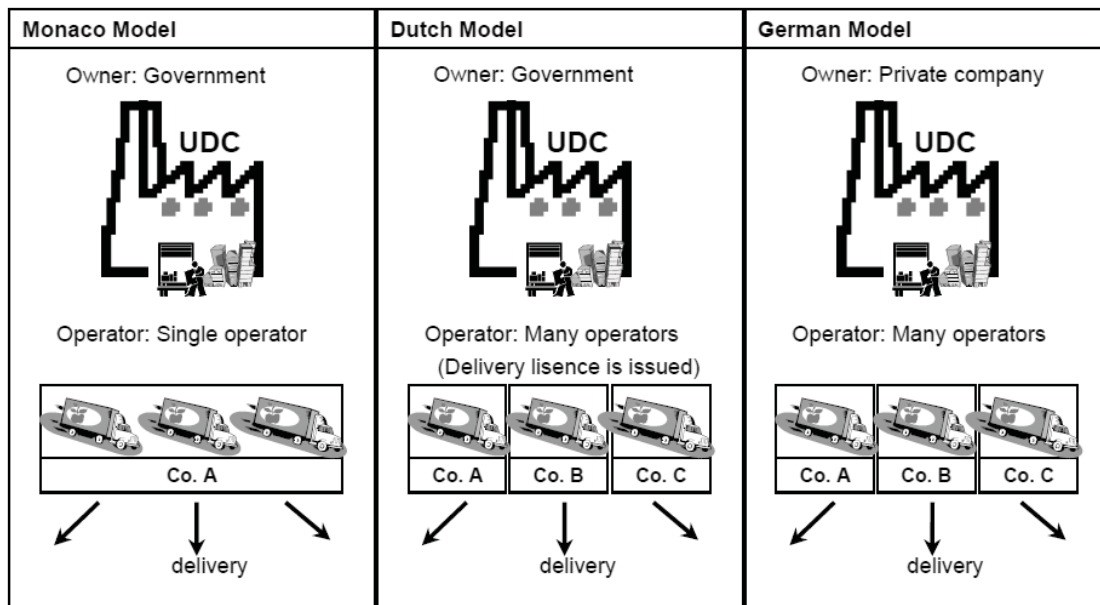 Monaco Model
Owner: Government
UDC
Operator: Single operator
Co. A
delivery
Dutch Model
Owner: Government
UDC
Operator: Many operators
(Delivery lisence is issued)
Co. A
Co. B
Co. C
delivery
German Model
Owner: Private company
UDC
Operator: Many operators
Co. A
Co. B
Co. C
delivery